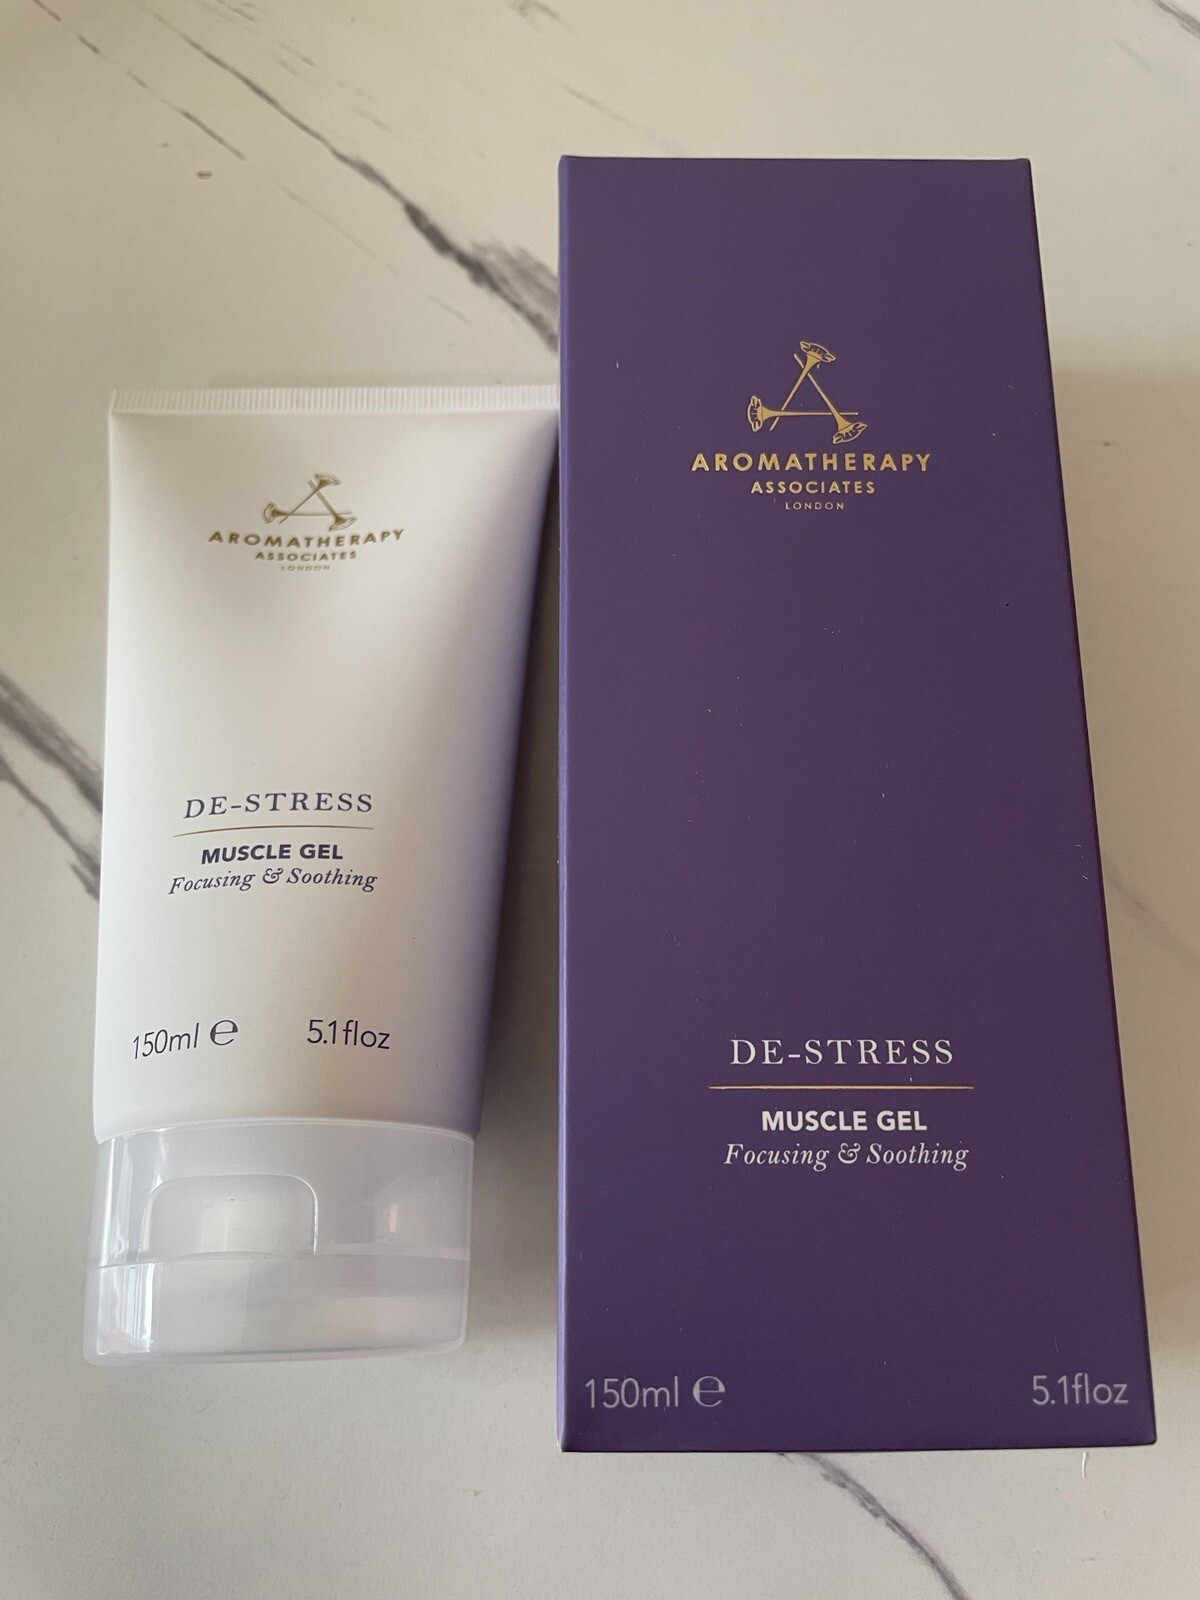 AROMATHERAPY
ASSOCIATES
LONDON
DE-STRESS
MUSCLE GEL
Focusing & Soothing
150ml ℮ 5.1floz
AROMATHERAPY
ASSOCIATES
LONDON
DE-STRESS
MUSCLE GEL
Focusing & Soothing
150ml ℮ 5.1floz